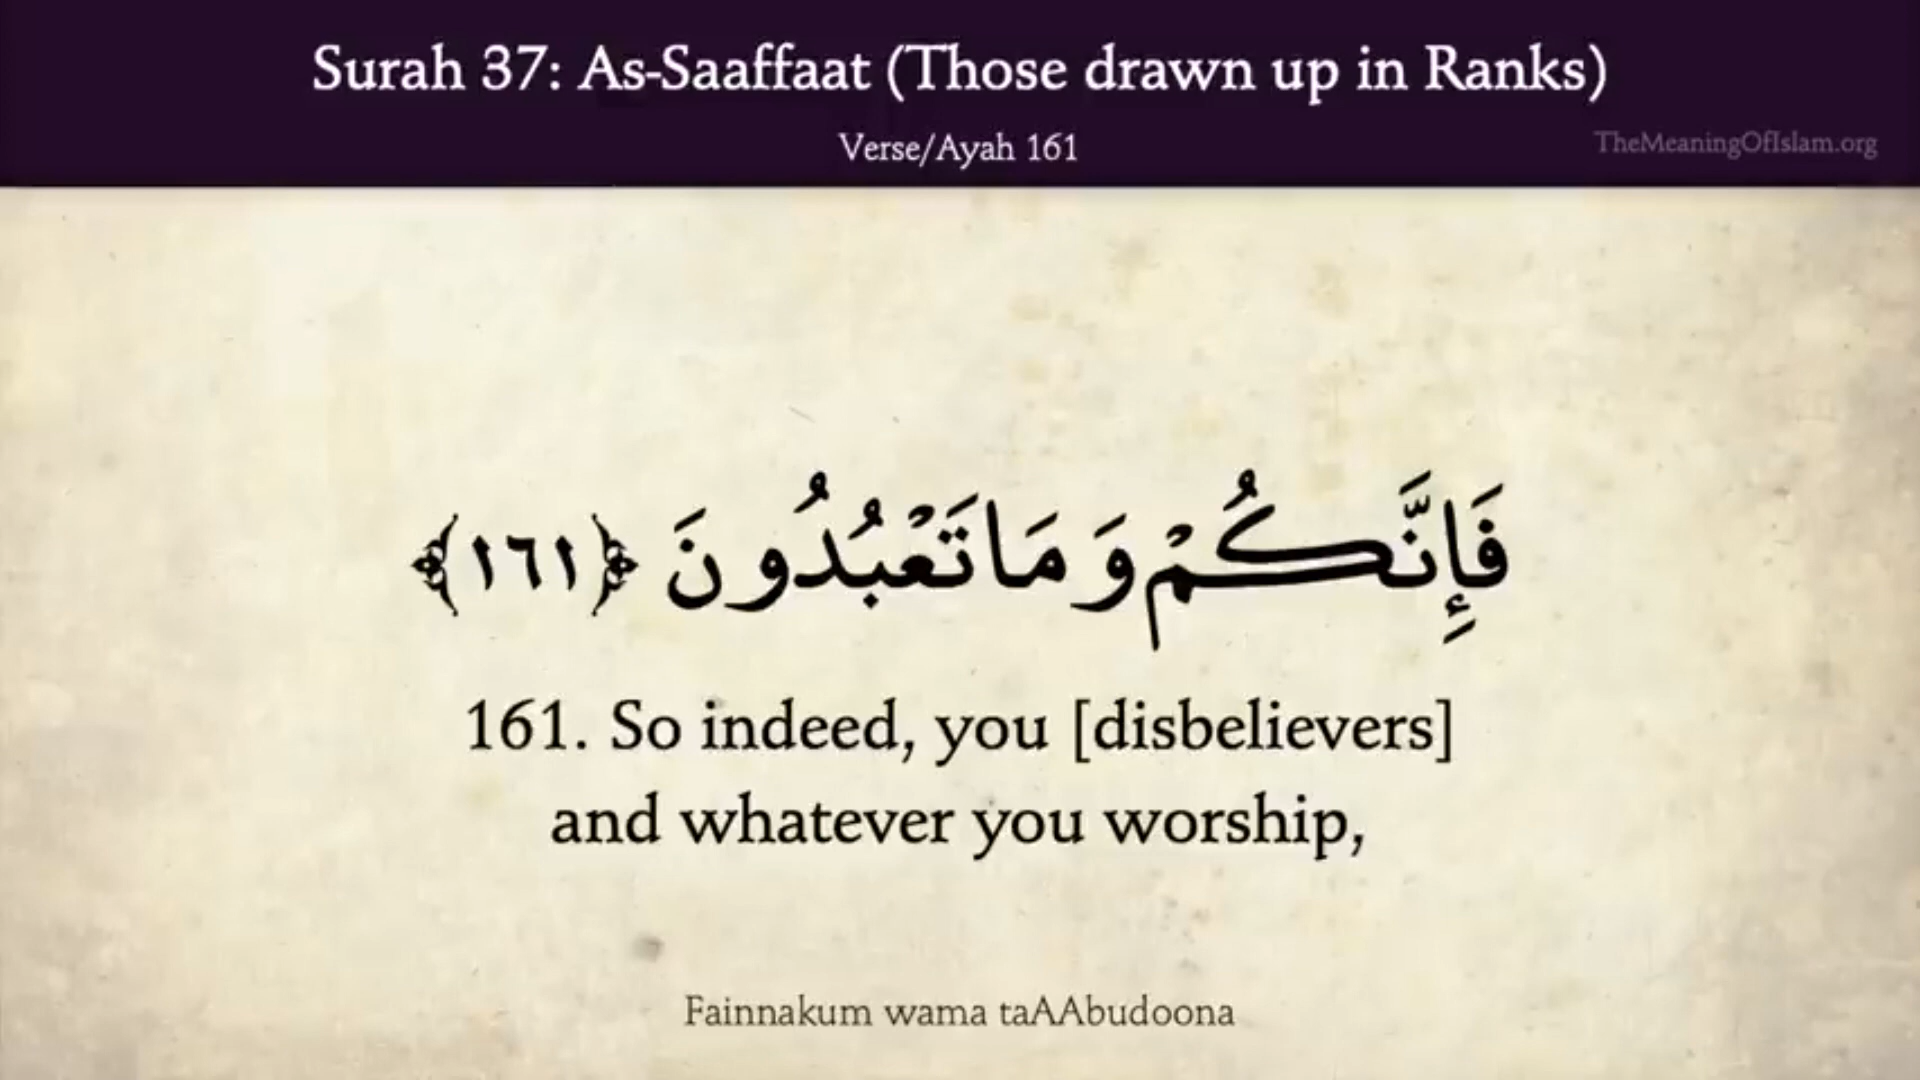 Surah 37: As-Saaffaat (Those drawn up in Ranks)
Verse/Ayah 161
TheMeaningOfIslam.org
فَإِنَّكُمْ وَمَا تَعْبُدُونَ ﴿١٦١﴾
161. So indeed, you [disbelievers]
and whatever you worship,
Fainnakum wama taAAbudoona